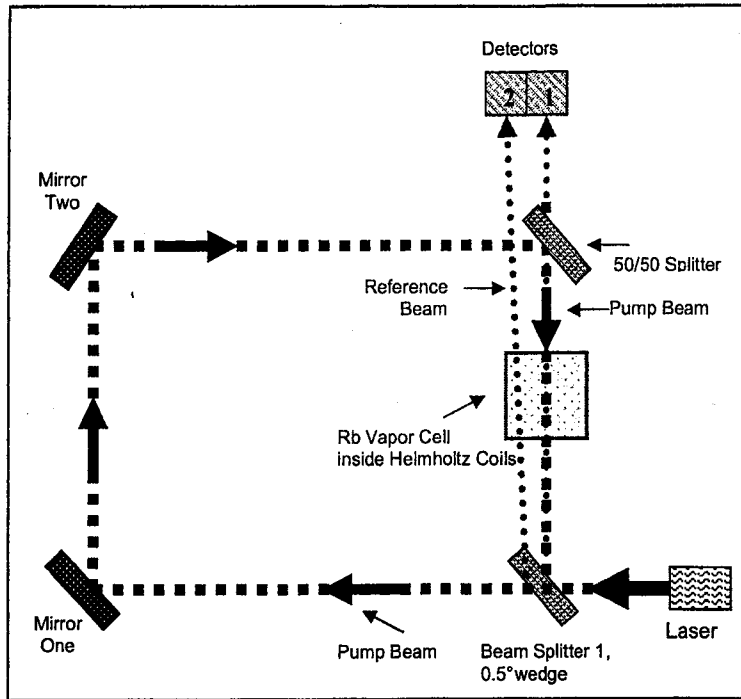 Detectors
2 1
Mirror
Two
50/50 Splitter
Reference
Beam
Pump Beam
Rb Vapor Cell
inside Helmholtz Coils
Mirror
One
Pump Beam
Beam Splitter 1,
0.5°wedge
Laser